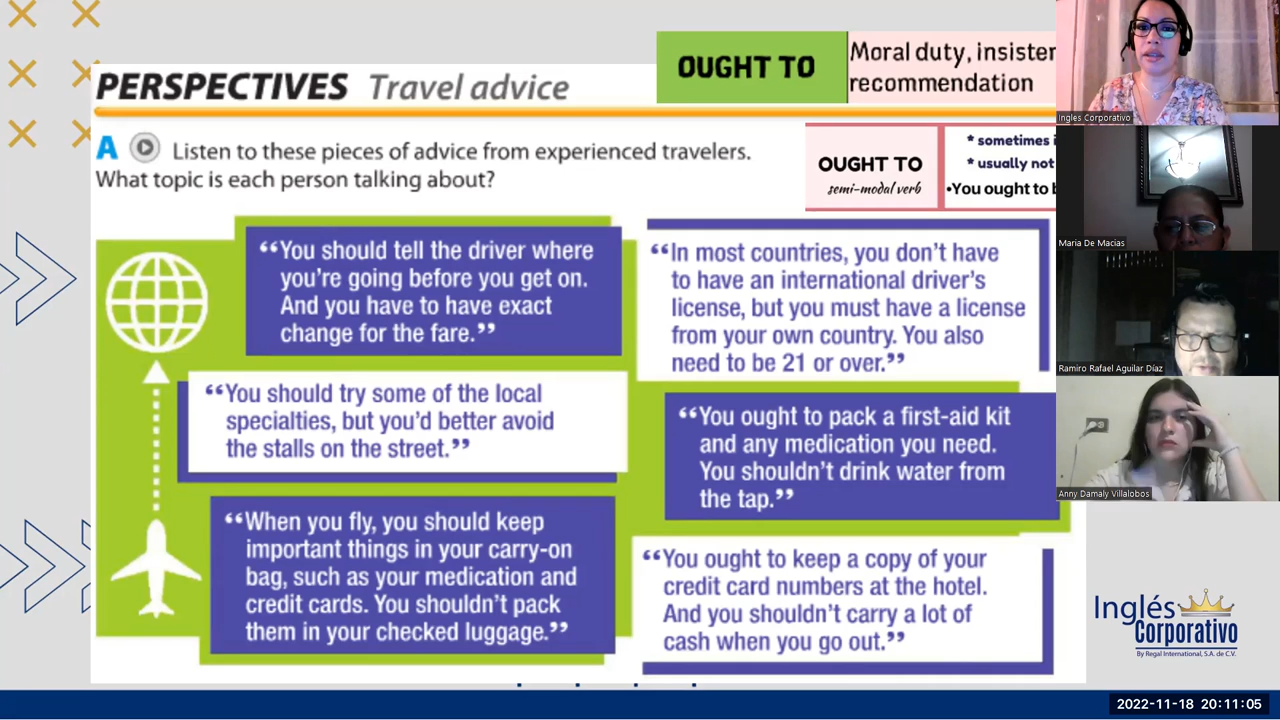 PERSPECTIVES Travel advice
OUGHT TO
Moral duty, insister
recommendation
A Listen to these pieces of advice from experienced travelers.
What topic is each person talking about?
OUGHT TO
semi-modal verb
* sometimes i
* usually not
•You ought to b
“You should tell the driver where
you’re going before you get on.
And you have to have exact
change for the fare.”
“In most countries, you don’t have
to have an international driver’s
license, but you must have a license
from your own country. You also
need to be 21 or over.”
“You should try some of the local
specialties, but you’d better avoid
the stalls on the street.”
“You ought to pack a first-aid kit
and any medication you need.
You shouldn’t drink water from
the tap.”
“When you fly, you should keep
important things in your carry-on
bag, such as your medication and
credit cards. You shouldn’t pack
them in your checked luggage.”
“You ought to keep a copy of your
credit card numbers at the hotel.
And you shouldn’t carry a lot of
cash when you go out.”
Ingles Corporativo
Maria De Macias
Ramiro Rafael Aguilar Díaz
Anny Damaly Villalobos
Inglés
Corporativo
By Regal International, S.A. de C.V.
2022-11-18 20:11:05